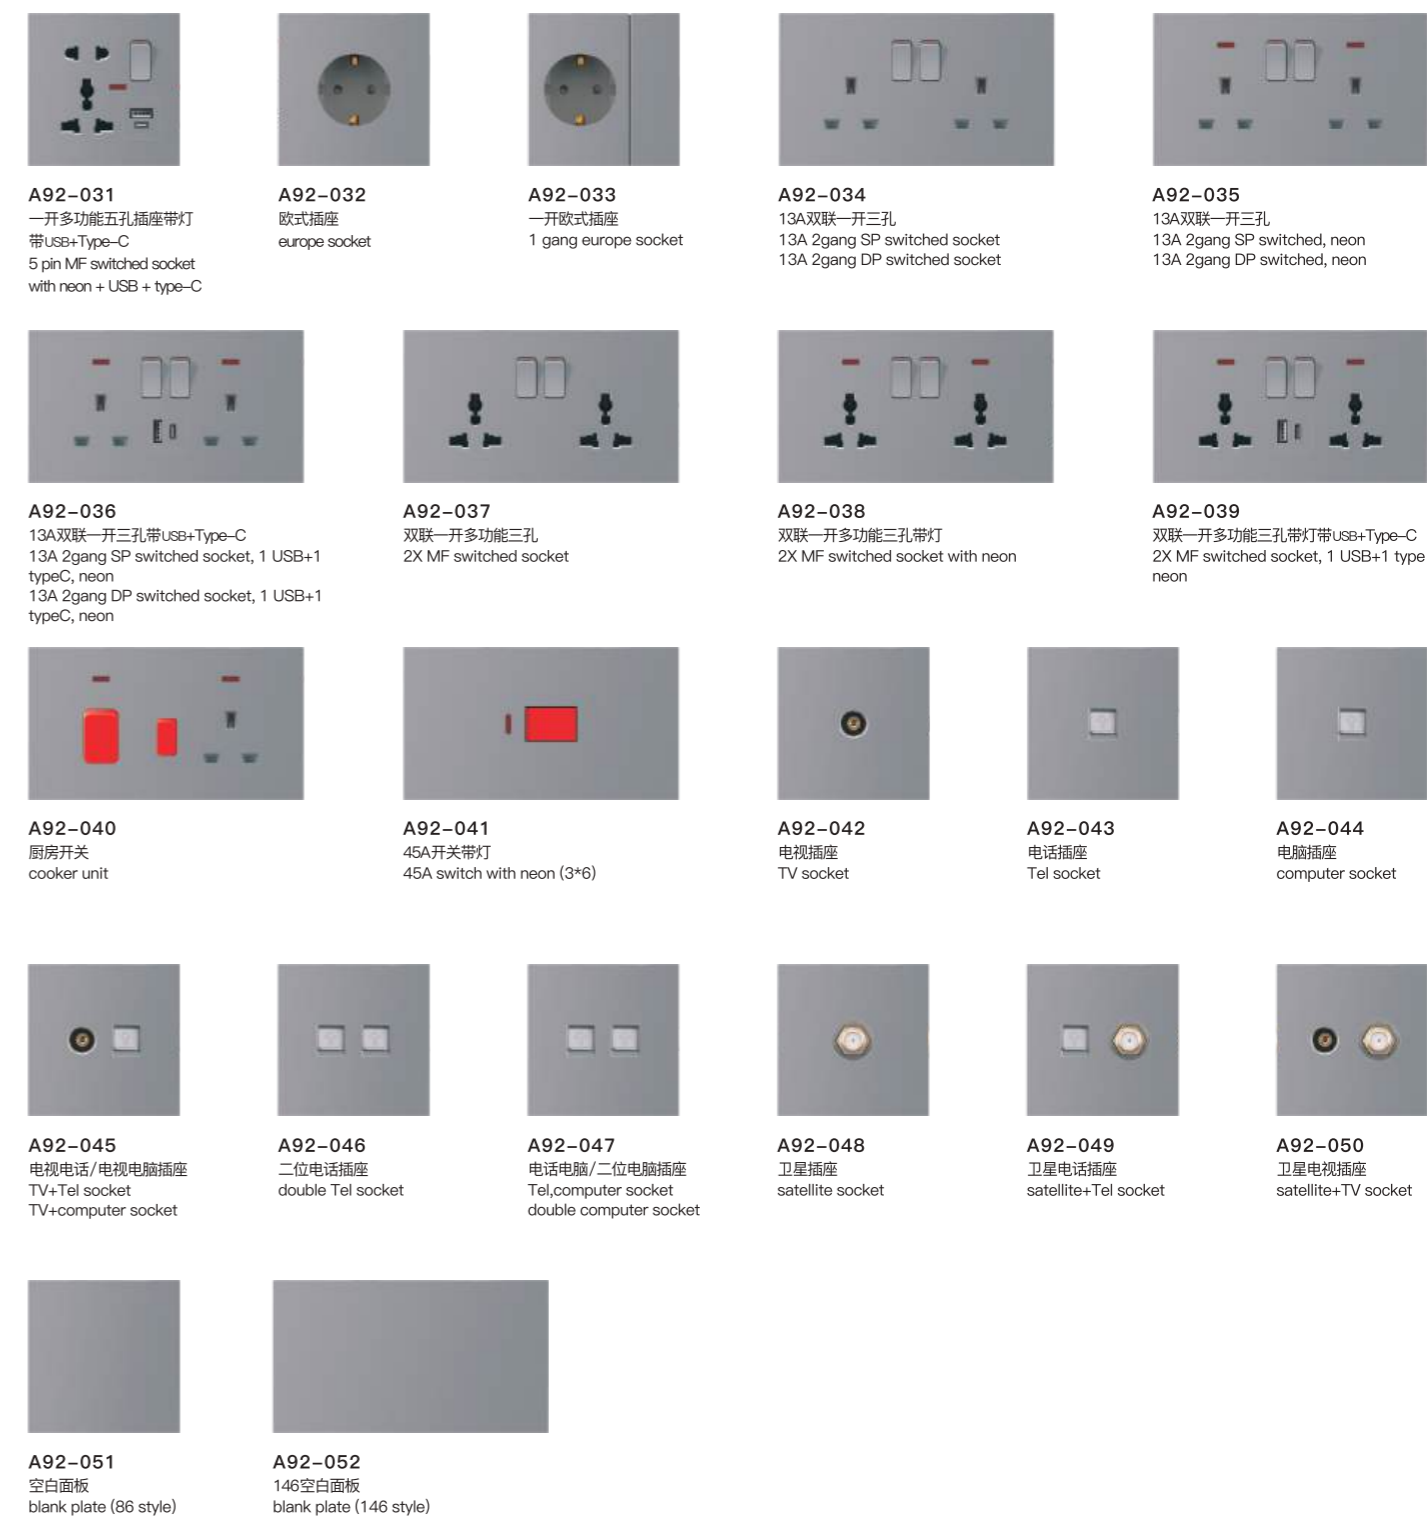 A92-031
一开多功能五孔插座带灯
带USB+Type-C
5 pin MF switched socket
with neon + USB + type-C
A92-032
欧式插座
europe socket
A92-033
一开欧式插座
1 gang europe socket
A92-034
13A双联一开三孔
13A 2gang SP switched socket
13A 2gang DP switched socket
A92-035
13A双联一开三孔
13A 2gang SP switched, neon
13A 2gang DP switched, neon
A92-036
13A双联一开三孔带USB+Type-C
13A 2gang SP switched socket, 1 USB+1
typeC, neon
13A 2gang DP switched socket, 1 USB+1
typeC, neon
A92-037
双联一开多功能三孔
2X MF switched socket
A92-038
双联一开多功能三孔带灯
2X MF switched socket with neon
A92-039
双联一开多功能三孔带灯带USB+Type-C
2X MF switched socket, 1 USB+1 type
neon
A92-040
厨房开关
cooker unit
A92-041
45A开关带灯
45A switch with neon (3*6)
A92-042
电视插座
TV socket
A92-043
电话插座
Tel socket
A92-044
电脑插座
computer socket
A92-045
电视电话/电视电脑插座
TV+Tel socket
TV+computer socket
A92-046
二位电话插座
double Tel socket
A92-047
电话电脑/二位电脑插座
Tel,computer socket
double computer socket
A92-048
卫星插座
satellite socket
A92-049
卫星电话插座
satellite+Tel socket
A92-050
卫星电视插座
satellite+TV socket
A92-051
空白面板
blank plate (86 style)
A92-052
146空白面板
blank plate (146 style)